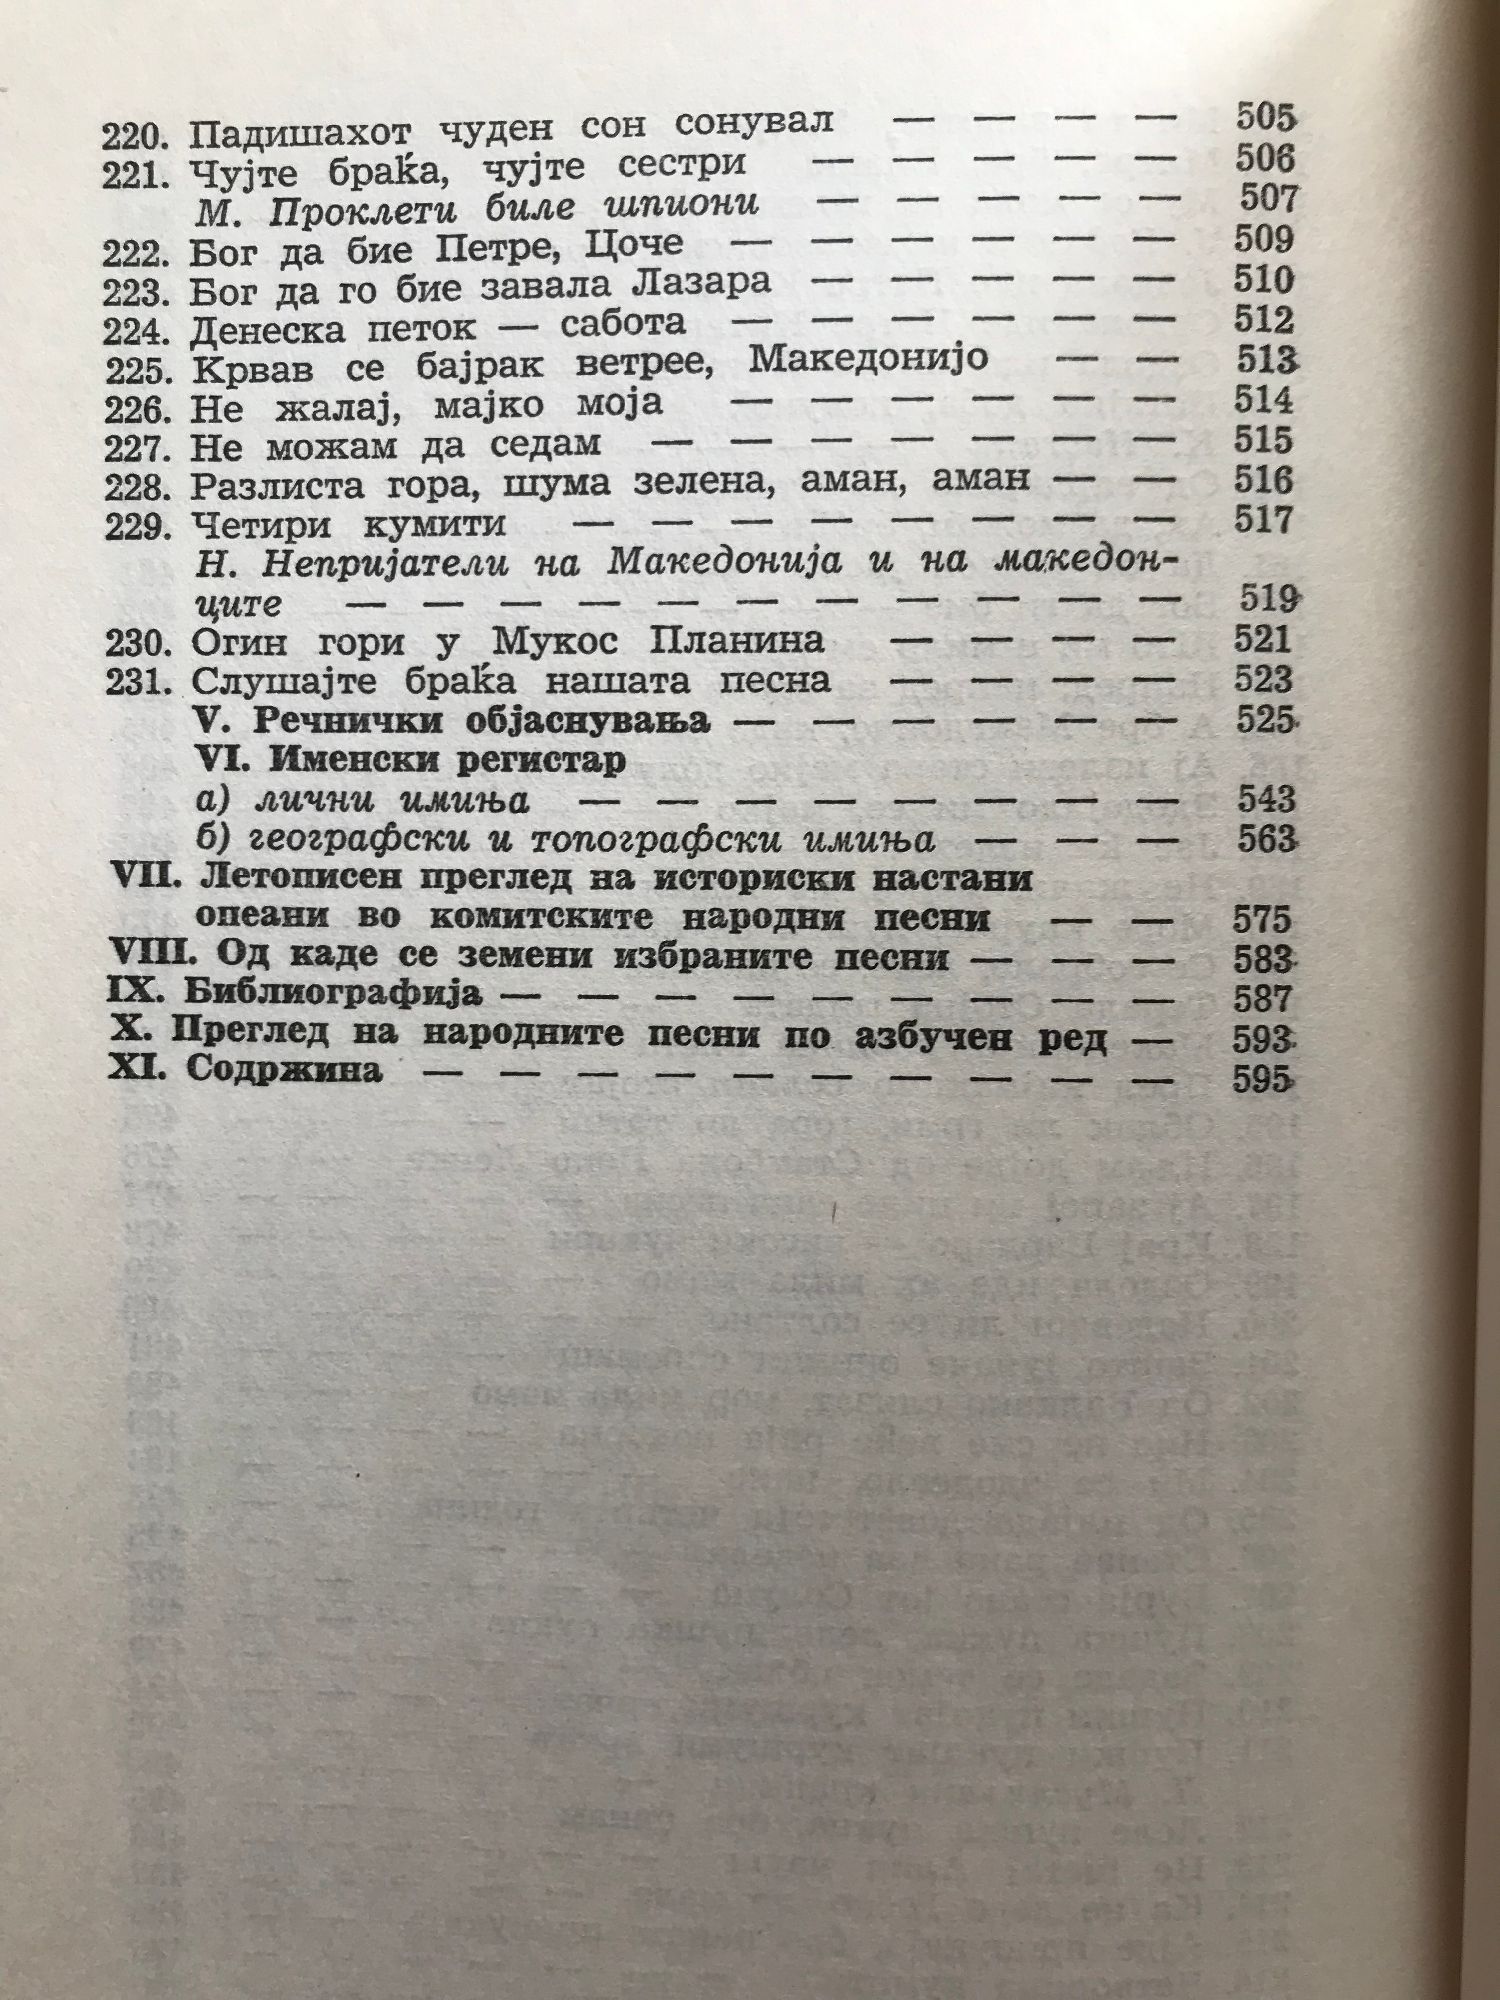 220. Падишахот чуден сон сонувал — — — — 505
221. Чујте браќа, чујте сестри — — — — — 506
М. Проклети биле шпиони — — — — — 507
222. Бог да бие Петре, Цоче — — — — — — 509
223. Бог да го бие завала Лазара — — — — — 510
224. Денеска петок — сабота — — — — — — 512
225. Крвав се бајрак ветрее, Македонијо — — 513
226. Не жалај, мајко моја — — — — — — 514
227. Не можам да седам — — — — — — — 515
228. Разлиста гора, шума зелена, аман, аман — — 516
229. Четири кумити — — — — — — — — 517
Н. Непријатели на Македонија и на македон-
ците — — — — — — — — — — — 519
230. Огин гори у Мукос Планина — — — — 521
231. Слушајте браќа нашата песна — — — — 523
V. Речнички објаснувања — — — — — — 525
VI. Именски регистар
а) лични имиња — — — — — — — — 543
б) географски и топографски имиња — — — 563
VII. Летописен преглед на историски настани
опеани во комитските народни песни — — 575
VIII. Од каде се земени избраните песни — — — 583
IX. Библиографија — — — — — — — — — 587
X. Преглед на народните песни по азбучен ред — 593
XI. Содржина — — — — — — — — — — 595